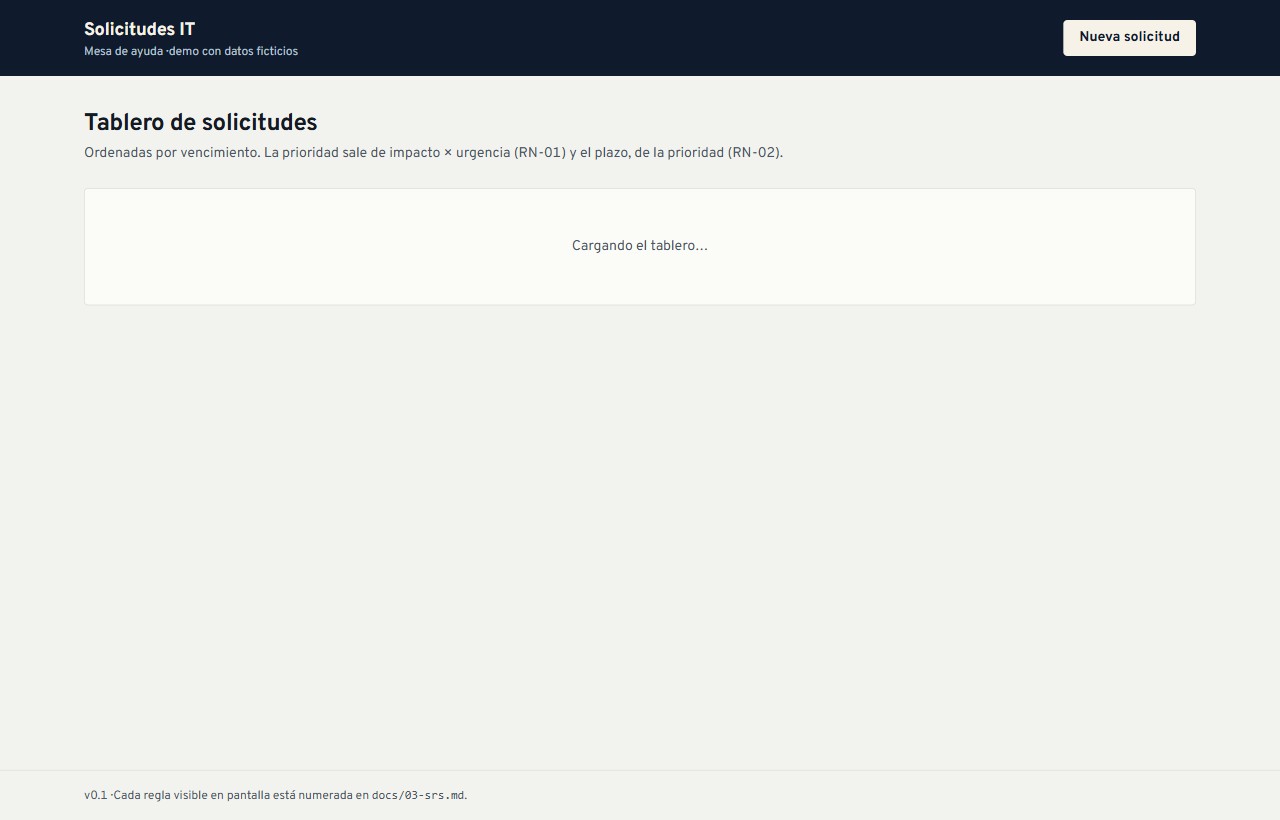 Solicitudes IT
Mesa de ayuda ·demo con datos ficticios
Nueva solicitud
Tablero de solicitudes
Ordenadas por vencimiento. La prioridad sale de impacto × urgencia (RN-01) y el plazo, de la prioridad (RN-02).
Cargando el tablero…
v0.1 ·Cada regla visible en pantalla está numerada en docs/03-srs.md.